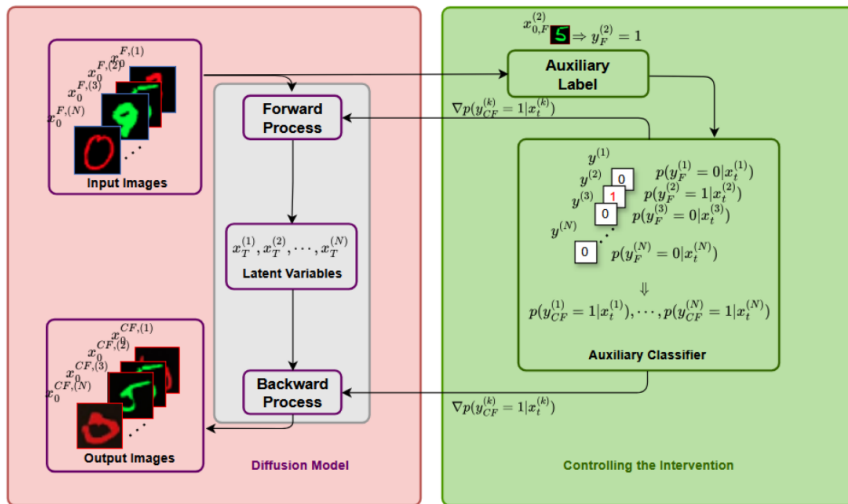 x_{0,F}^{(2)} 5 ⇒ y_F^{(2)} = 1
x_0^{F,(1)}
x_0^{F,(2)}
x_0^{F,(3)}
x_0^{F,(N)}
Input Images
Forward
Process
x_T^{(1)}, x_T^{(2)}, ⋯, x_T^{(N)}
Latent Variables
x_0^{CF,(1)}
x_0^{CF,(2)}
x_0^{CF,(3)}
x_0^{CF,(N)}
Output Images
Backward
Process
Diffusion Model
Auxiliary
Label
∇p(y_{CF}^{(k)} = 1|x_t^{(k)})
y^{(1)} 0 p(y_F^{(1)} = 0|x_t^{(1)})
y^{(2)} 1 p(y_F^{(2)} = 1|x_t^{(2)})
y^{(3)} 0 p(y_F^{(3)} = 0|x_t^{(3)})
y^{(N)} 0 p(y_F^{(N)} = 0|x_t^{(N)})
⇓
p(y_{CF}^{(1)} = 1|x_t^{(1)}), ⋯, p(y_{CF}^{(N)} = 1|x_t^{(N)})
Auxiliary Classifier
∇p(y_{CF}^{(k)} = 1|x_t^{(k)})
Controlling the Intervention